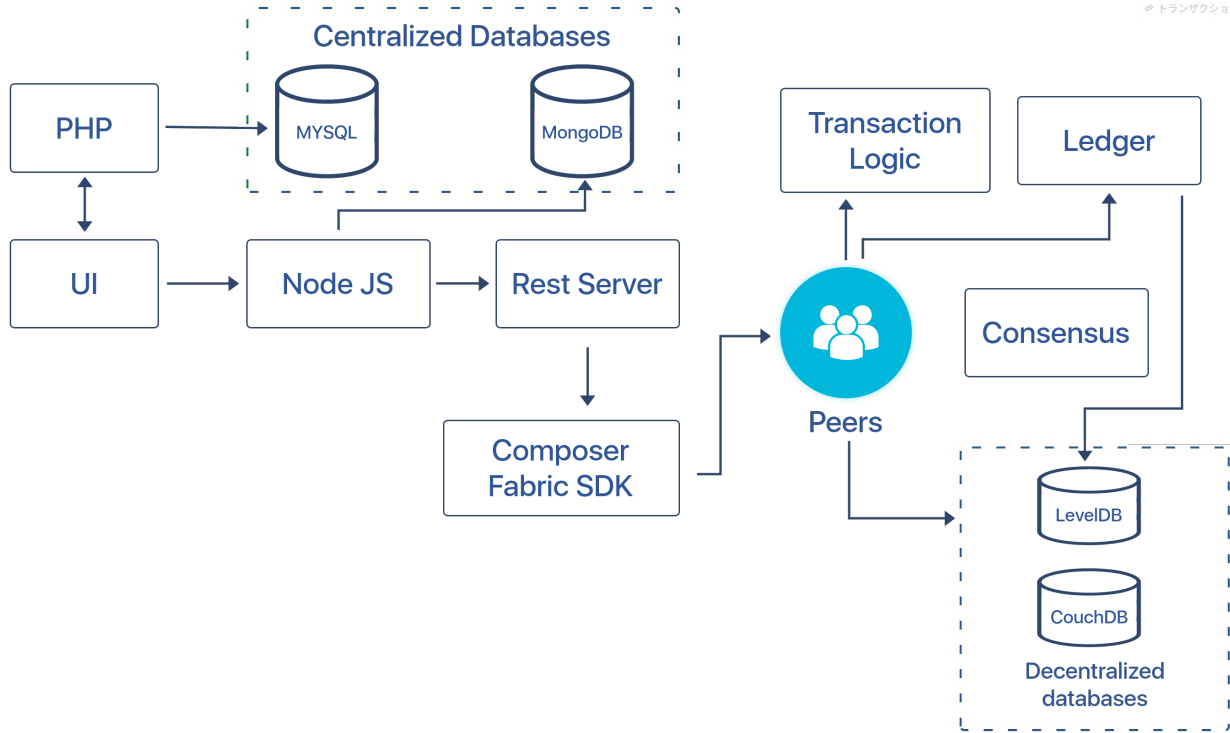 トランザクショ
Centralized Databases
PHP
MYSQL
MongoDB
Transaction
Logic
Ledger
UI
Node JS
Rest Server
Consensus
Composer
Fabric SDK
Peers
LevelDB
CouchDB
Decentralized
databases